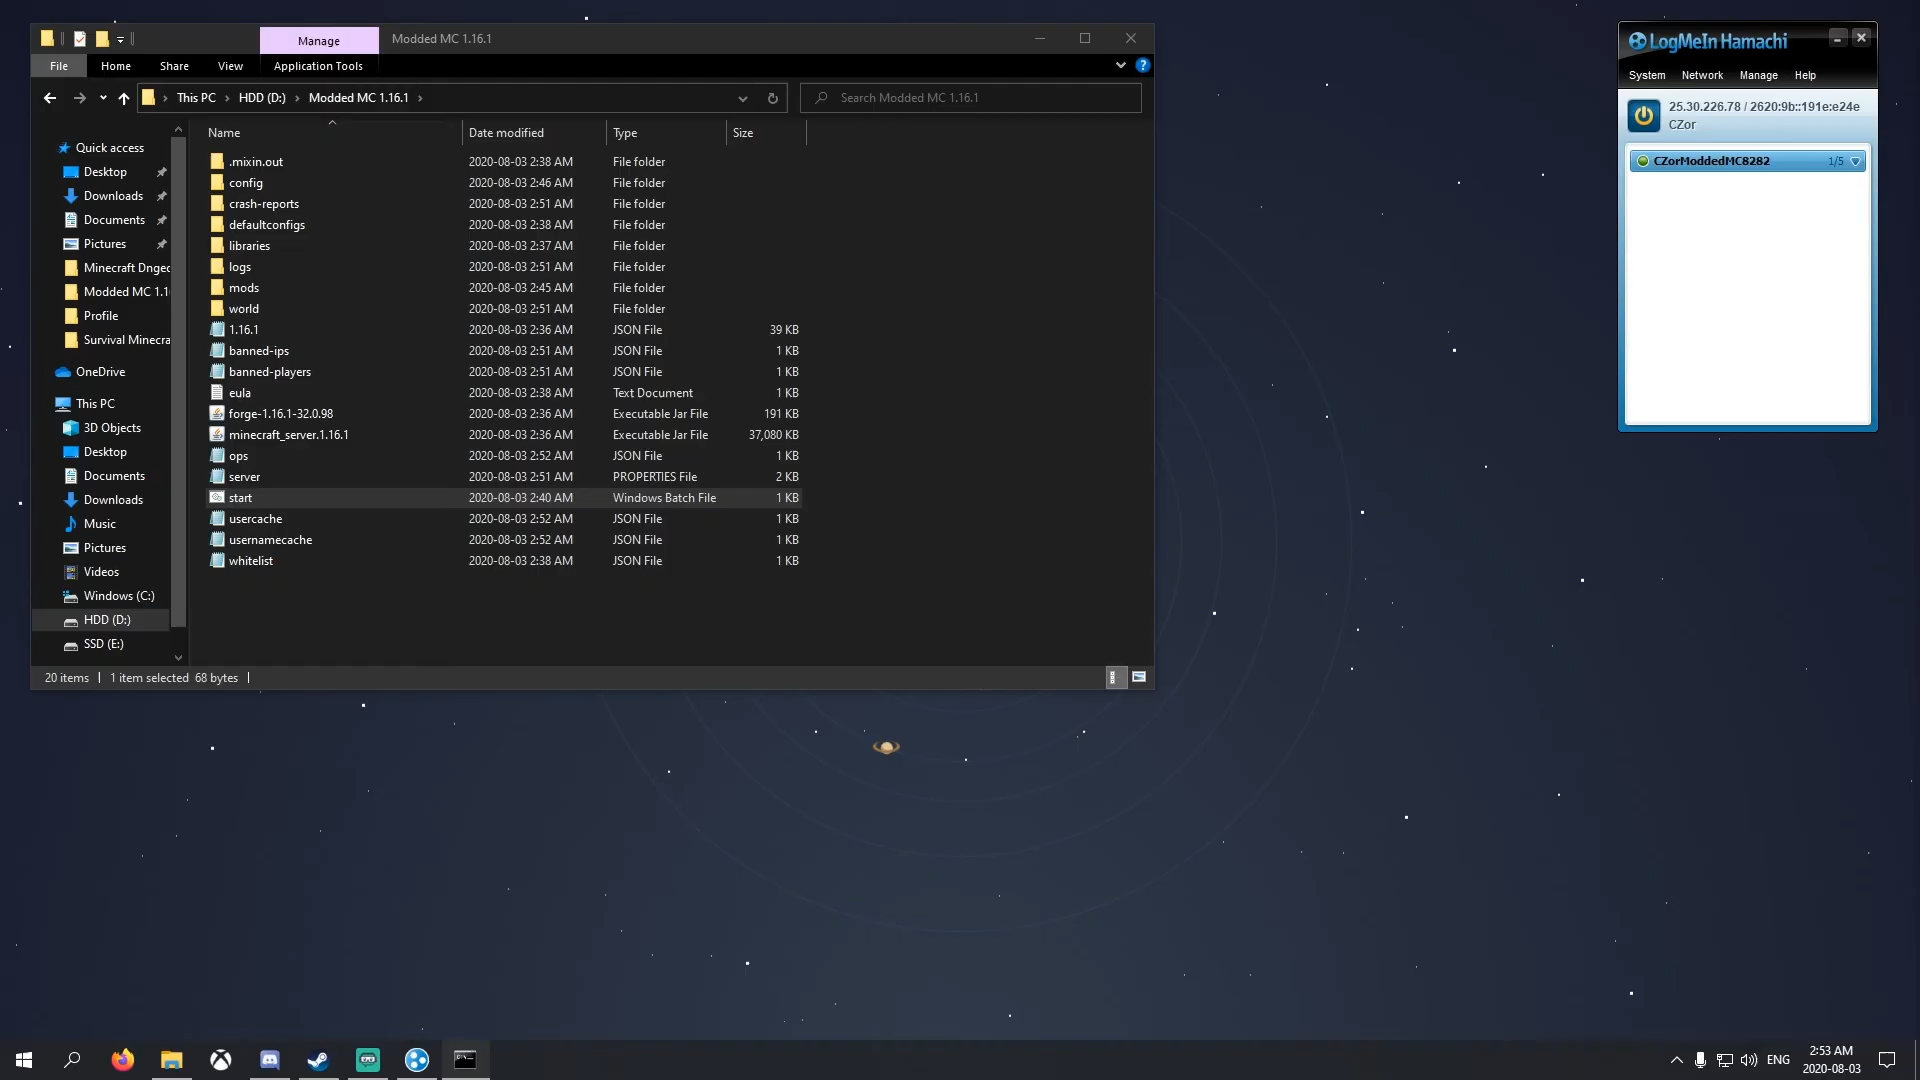 Manage
Modded MC 1.16.1
File Home Share View Application Tools
This PC HDD (D:) Modded MC 1.16.1
Search Modded MC 1.16.1
Name Date modified Type Size
Quick access
Desktop
Downloads
Documents
Pictures
Minecraft Dngec
Modded MC 1.1
Profile
Survival Minecra
OneDrive
This PC
3D Objects
Desktop
Documents
Downloads
Music
Pictures
Videos
Windows (C:)
HDD (D:)
SSD (E:)
.mixin.out 2020-08-03 2:38 AM File folder
config 2020-08-03 2:46 AM File folder
crash-reports 2020-08-03 2:51 AM File folder
defaultconfigs 2020-08-03 2:38 AM File folder
libraries 2020-08-03 2:37 AM File folder
logs 2020-08-03 2:51 AM File folder
mods 2020-08-03 2:45 AM File folder
world 2020-08-03 2:51 AM File folder
1.16.1 2020-08-03 2:36 AM JSON File 39 KB
banned-ips 2020-08-03 2:51 AM JSON File 1 KB
banned-players 2020-08-03 2:51 AM JSON File 1 KB
eula 2020-08-03 2:38 AM Text Document 1 KB
forge-1.16.1-32.0.98 2020-08-03 2:36 AM Executable Jar File 191 KB
minecraft_server.1.16.1 2020-08-03 2:36 AM Executable Jar File 37,080 KB
ops 2020-08-03 2:52 AM JSON File 1 KB
server 2020-08-03 2:51 AM PROPERTIES File 2 KB
start 2020-08-03 2:40 AM Windows Batch File 1 KB
usercache 2020-08-03 2:52 AM JSON File 1 KB
usernamecache 2020-08-03 2:52 AM JSON File 1 KB
whitelist 2020-08-03 2:38 AM JSON File 1 KB
20 items 1 item selected 68 bytes
LogMeIn Hamachi
System Network Manage Help
25.30.226.78 / 2620:9b::191e:e24e
CZor
CZorModdedMC8282 1/5
ENG
2:53 AM
2020-08-03